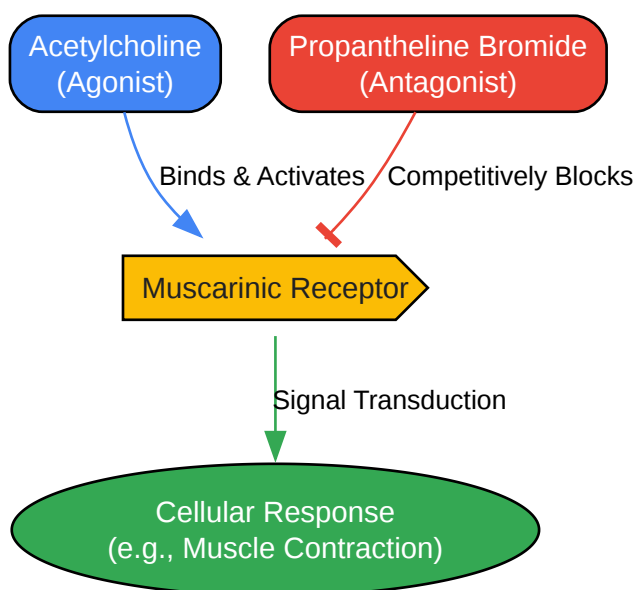 Acetylcholine
(Agonist)
Propantheline Bromide
(Antagonist)
Binds & Activates
Competitively Blocks
Muscarinic Receptor
Signal Transduction
Cellular Response
(e.g., Muscle Contraction)